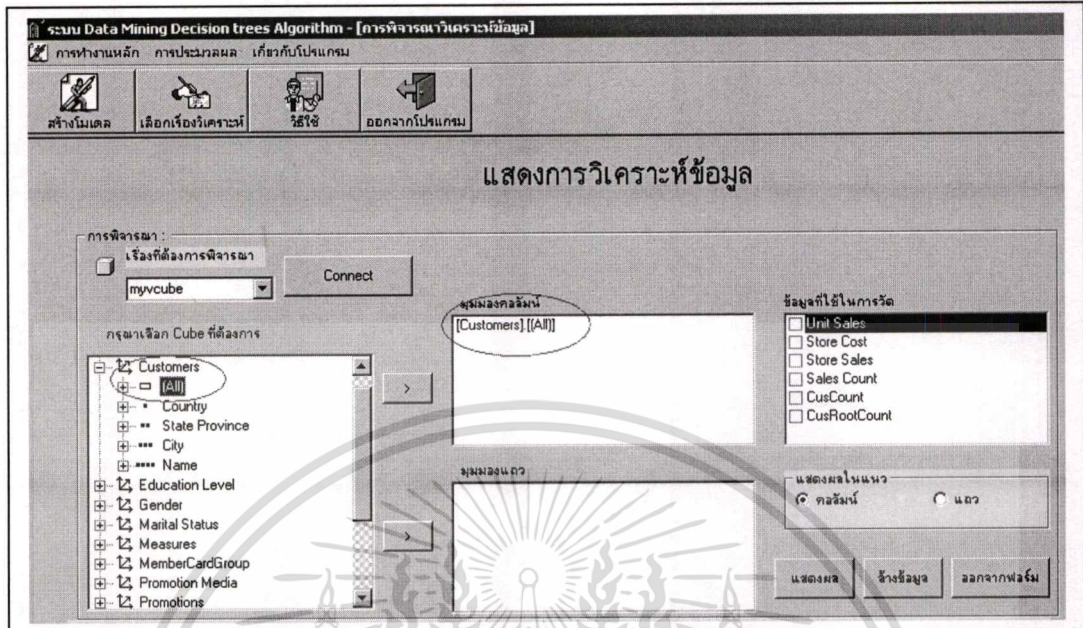 ระบบ Data Mining Decision trees Algorithm - [การพิจารณาวิเคราะห์ข้อมูล]
การทำงานหลัก การประมวลผล เกี่ยวกับโปรแกรม
สร้างโมเดล เลือกเรื่องวิเคราะห์ วิธีใช้ ออกจากโปรแกรม
แสดงการวิเคราะห์ข้อมูล
การพิจารณา :
เรื่องที่ต้องการพิจารณา
myvcube Connect
กรุณาเลือก Cube ที่ต้องการ
Customers
(All)
Country
State Province
City
Name
Education Level
Gender
Marital Status
Measures
MemberCardGroup
Promotion Media
Promotions
>
>
มุมมองคอลัมน์
[Customers].[(All)]
มุมมองแถว
ข้อมูลที่ใช้ในการวัด
Unit Sales
Store Cost
Store Sales
Sales Count
CusCount
CusRootCount
แสดงผลในแนว
คอลัมน์ แถว
แสดงผล ล้างข้อมูล ออกจากฟอร์ม